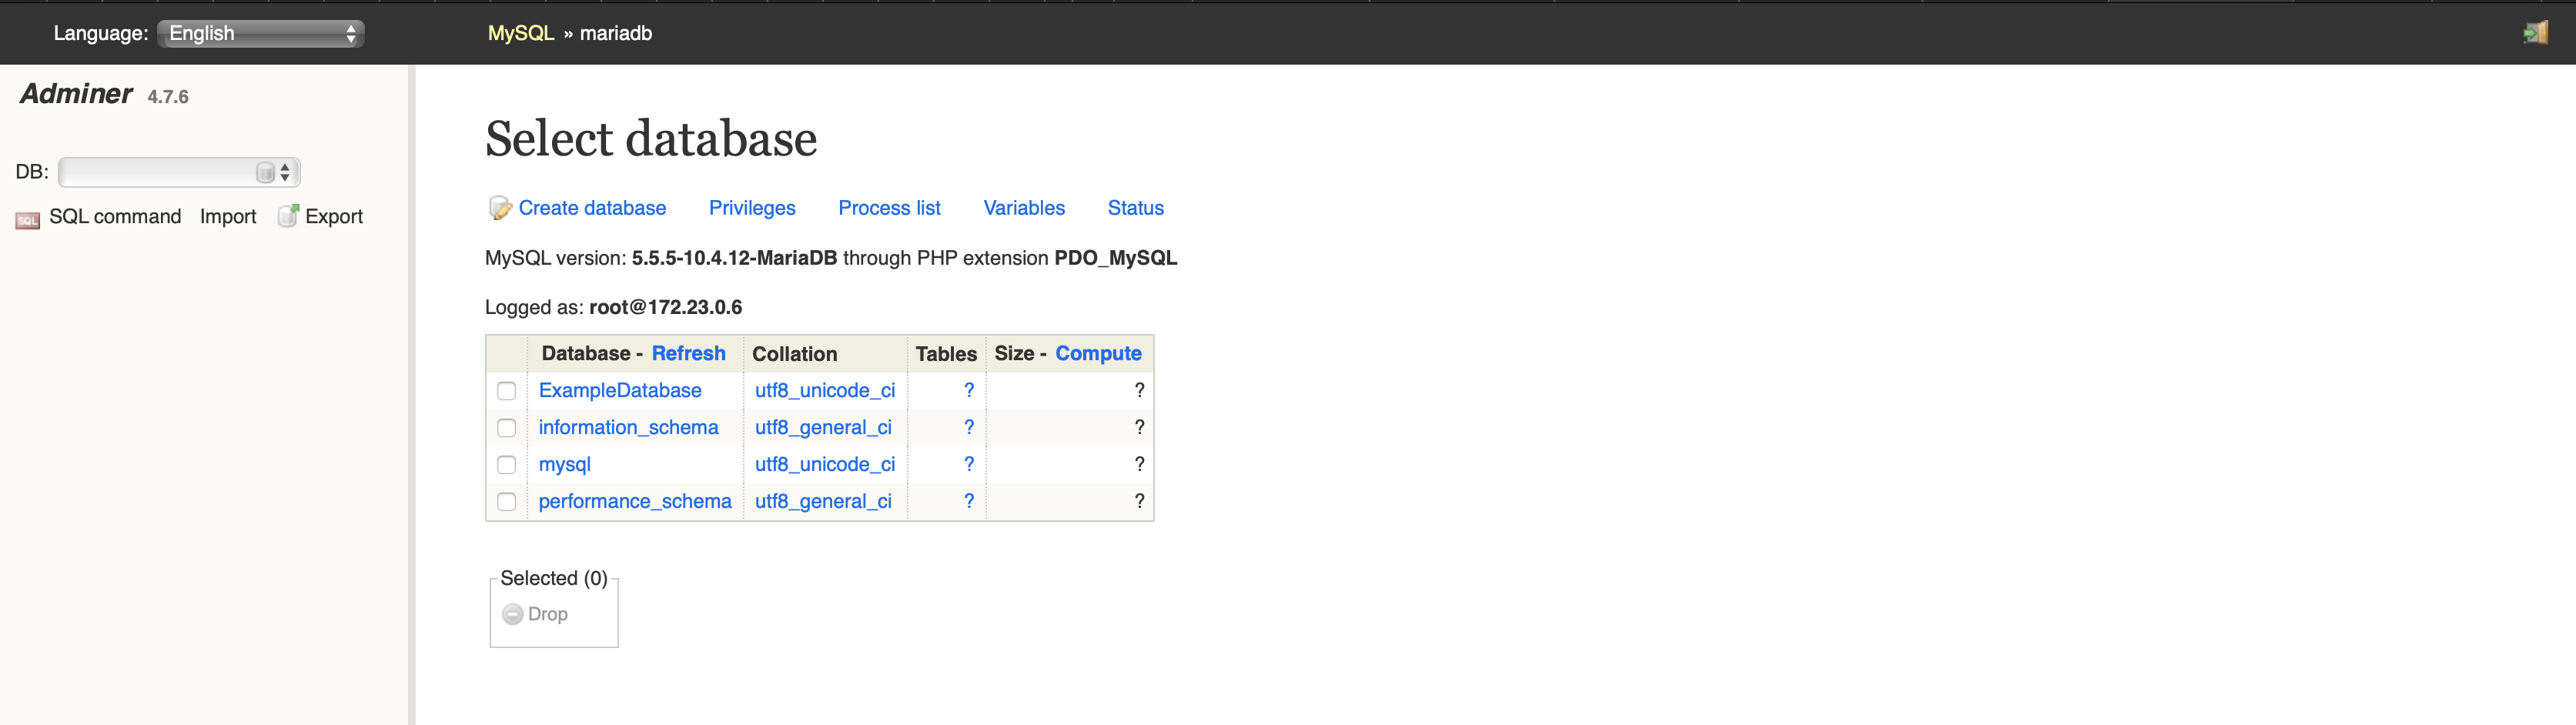 Language: English
MySQL » mariadb
Adminer 4.7.6
DB:
SQL SQL command Import Export
Select database
Create database Privileges Process list Variables Status
MySQL version: 5.5.5-10.4.12-MariaDB through PHP extension PDO_MySQL
Logged as: root@172.23.0.6
Database - Refresh Collation Tables Size - Compute
ExampleDatabase utf8_unicode_ci ? ?
information_schema utf8_general_ci ? ?
mysql utf8_unicode_ci ? ?
performance_schema utf8_general_ci ? ?
Selected (0)
Drop